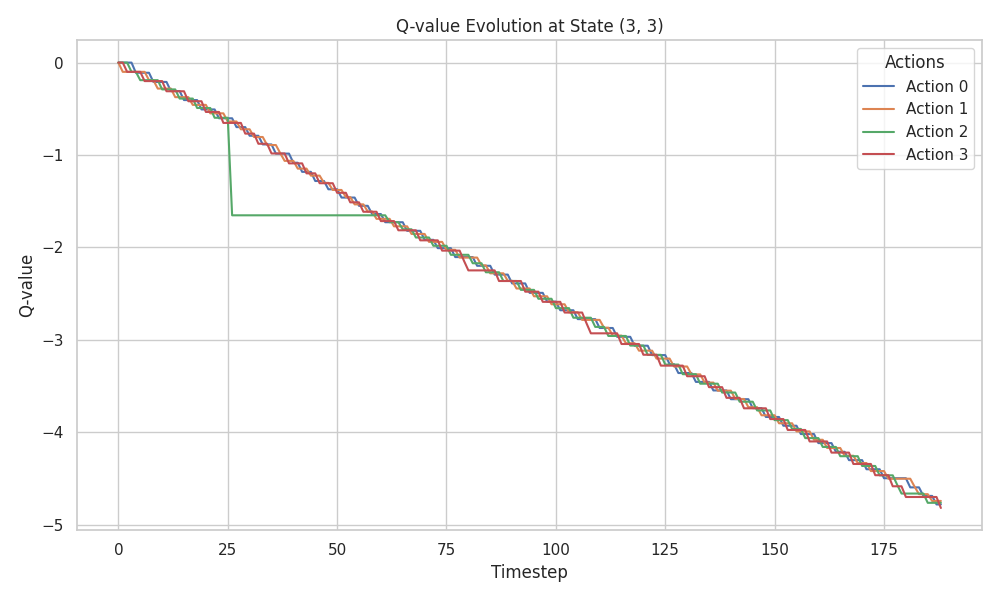 Q-value Evolution at State (3, 3)
Actions
Action 0
Action 1
Action 2
Action 3
Q-value
0
−1
−2
−3
−4
−5
0
25
50
75
100
125
150
175
Timestep